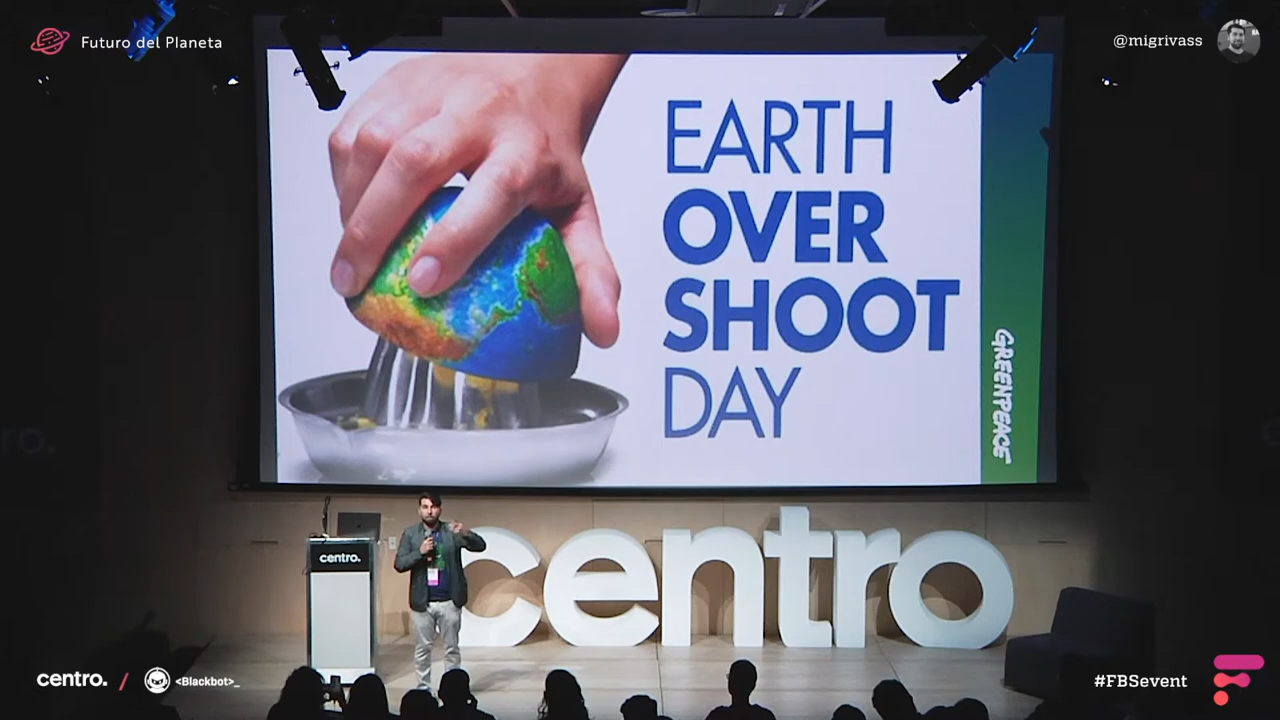 Futuro del Planeta
@migrivass
EARTH
OVER
SHOOT
DAY
GREENPEACE
centro.
centro
centro. / <Blackbot>_
#FBSevent